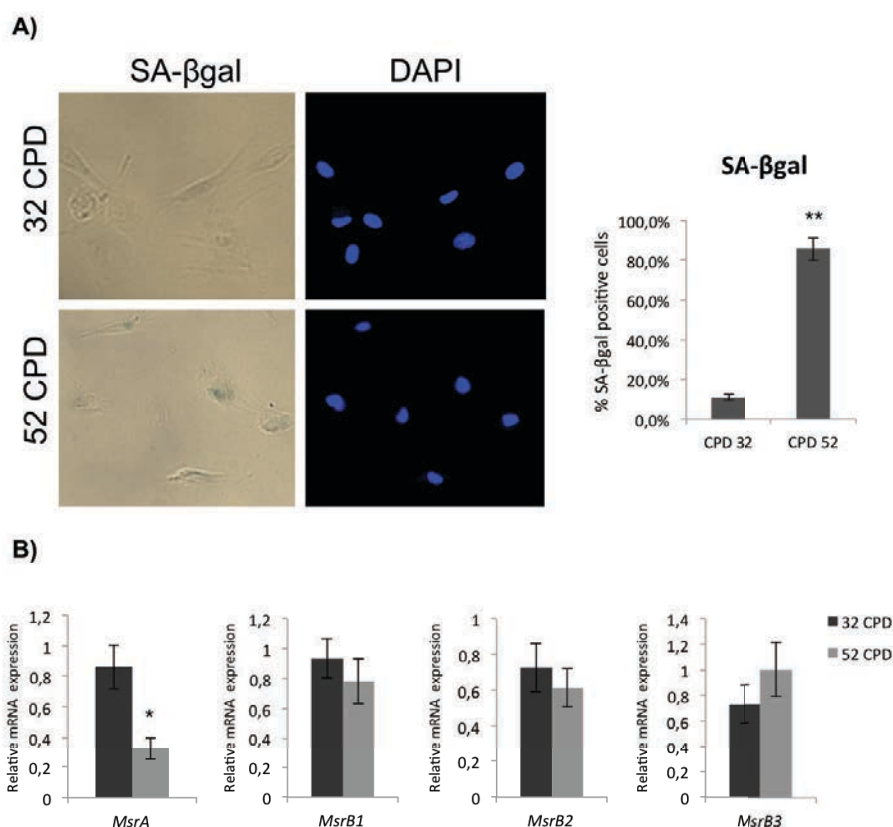 A)
SA-βgal DAPI
32 CPD
52 CPD
SA-βgal
% SA-βgal positive cells
100,0%
80,0%
60,0%
40,0%
20,0%
0,0%
**
CPD 32 CPD 52
B)
Relative mRNA expression
1,2
1
0,8
0,6
0,4
0,2
0
*
MsrA
Relative mRNA expression
1,2
1
0,8
0,6
0,4
0,2
0
MsrB1
Relative mRNA expression
1
0,8
0,6
0,4
0,2
0
MsrB2
Relative mRNA expression
1,4
1,2
1
0,8
0,6
0,4
0,2
0
MsrB3
32 CPD
52 CPD